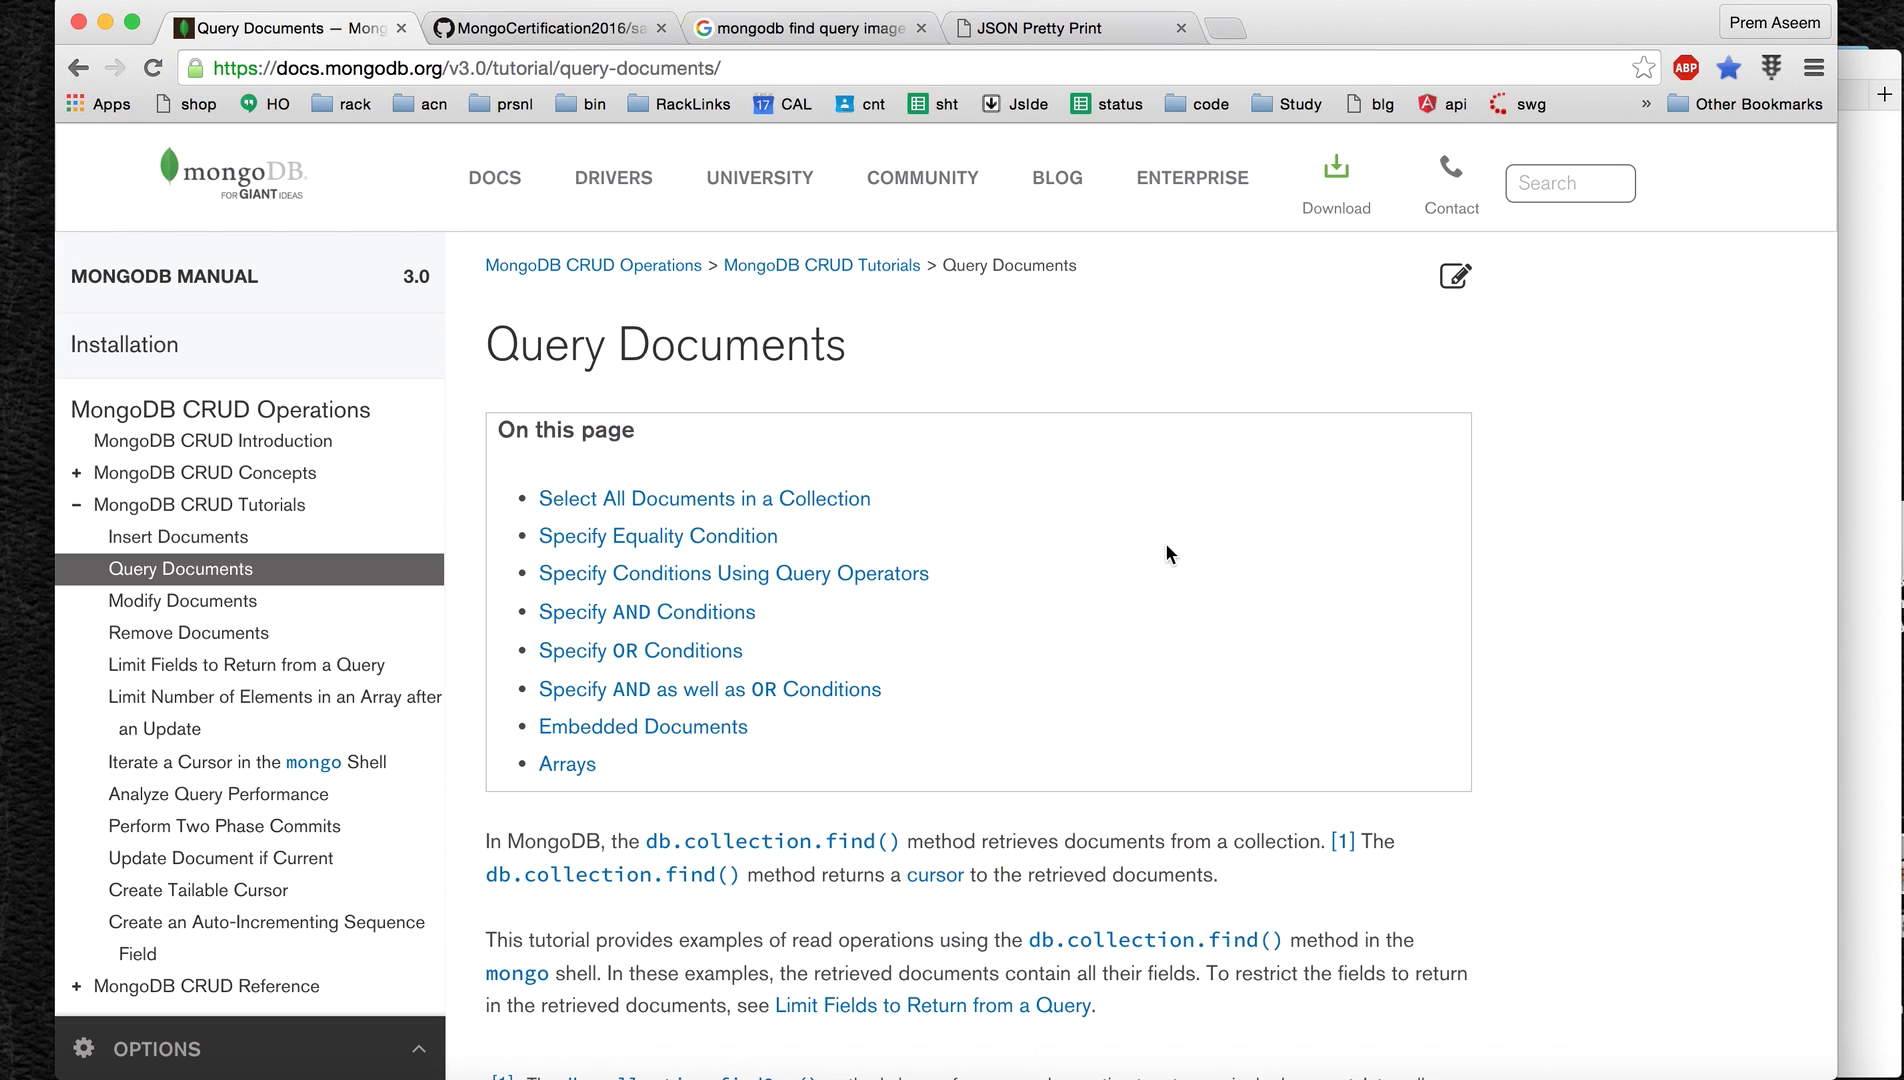 Query Documents — Mong
MongoCertification2016/sa
mongodb find query image
JSON Pretty Print
Prem Aseem
https://docs.mongodb.org/v3.0/tutorial/query-documents/
ABP
Apps shop HO rack acn prsnl bin RackLinks 17 CAL cnt sht JsIde status code Study blg api swg » Other Bookmarks
mongoDB.
FOR GIANT IDEAS
DOCS DRIVERS UNIVERSITY COMMUNITY BLOG ENTERPRISE
Download
Contact
Search
MONGODB MANUAL 3.0
Installation
MongoDB CRUD Operations
MongoDB CRUD Introduction
+ MongoDB CRUD Concepts
– MongoDB CRUD Tutorials
Insert Documents
Query Documents
Modify Documents
Remove Documents
Limit Fields to Return from a Query
Limit Number of Elements in an Array after
an Update
Iterate a Cursor in the mongo Shell
Analyze Query Performance
Perform Two Phase Commits
Update Document if Current
Create Tailable Cursor
Create an Auto-Incrementing Sequence
Field
+ MongoDB CRUD Reference
OPTIONS
MongoDB CRUD Operations > MongoDB CRUD Tutorials > Query Documents
Query Documents
On this page
• Select All Documents in a Collection
• Specify Equality Condition
• Specify Conditions Using Query Operators
• Specify AND Conditions
• Specify OR Conditions
• Specify AND as well as OR Conditions
• Embedded Documents
• Arrays
In MongoDB, the db.collection.find() method retrieves documents from a collection. [1] The
db.collection.find() method returns a cursor to the retrieved documents.
This tutorial provides examples of read operations using the db.collection.find() method in the
mongo shell. In these examples, the retrieved documents contain all their fields. To restrict the fields to return
in the retrieved documents, see Limit Fields to Return from a Query.